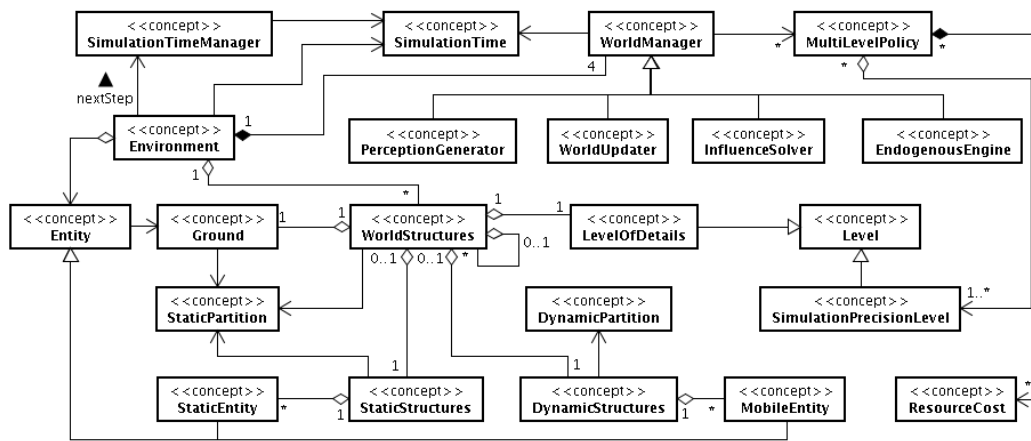 <<concept>>
SimulationTimeManager
<<concept>>
SimulationTime
<<concept>>
WorldManager
<<concept>>
MultiLevelPolicy
*
*
*
4
nextStep
<<concept>>
Environment
1
1
<<concept>>
PerceptionGenerator
<<concept>>
WorldUpdater
<<concept>>
InfluenceSolver
<<concept>>
EndogenousEngine
*
<<concept>>
Entity
<<concept>>
Ground
1
1
<<concept>>
WorldStructures
1
1
<<concept>>
LevelOfDetails
<<concept>>
Level
0..1
0..1
0..1
*
<<concept>>
StaticPartition
<<concept>>
DynamicPartition
1..*
<<concept>>
SimulationPrecisionLevel
1
1
<<concept>>
StaticEntity
*
1
<<concept>>
StaticStructures
<<concept>>
DynamicStructures
1
*
<<concept>>
MobileEntity
<<concept>>
ResourceCost
*